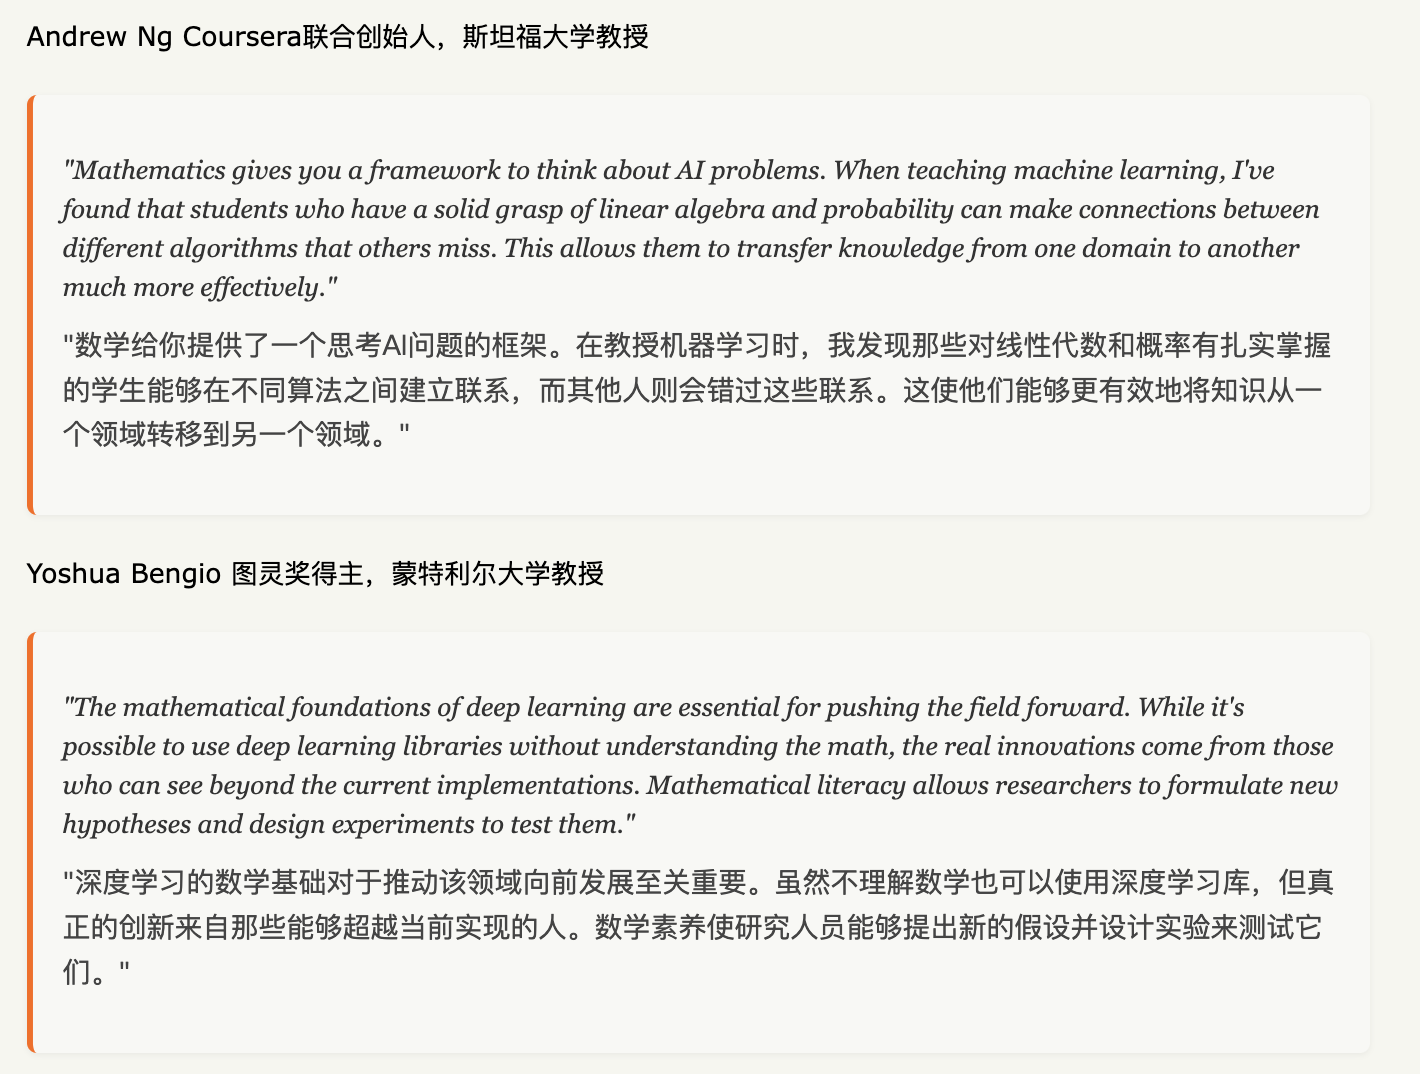 Andrew Ng Coursera联合创始人，斯坦福大学教授
"Mathematics gives you a framework to think about AI problems. When teaching machine learning, I've
found that students who have a solid grasp of linear algebra and probability can make connections between
different algorithms that others miss. This allows them to transfer knowledge from one domain to another
much more effectively."
"数学给你提供了一个思考AI问题的框架。在教授机器学习时，我发现那些对线性代数和概率有扎实掌握
的学生能够在不同算法之间建立联系，而其他人则会错过这些联系。这使他们能够更有效地将知识从一
个领域转移到另一个领域。"
Yoshua Bengio 图灵奖得主，蒙特利尔大学教授
"The mathematical foundations of deep learning are essential for pushing the field forward. While it's
possible to use deep learning libraries without understanding the math, the real innovations come from those
who can see beyond the current implementations. Mathematical literacy allows researchers to formulate new
hypotheses and design experiments to test them."
"深度学习的数学基础对于推动该领域向前发展至关重要。虽然不理解数学也可以使用深度学习库，但真
正的创新来自那些能够超越当前实现的人。数学素养使研究人员能够提出新的假设并设计实验来测试它
们。"